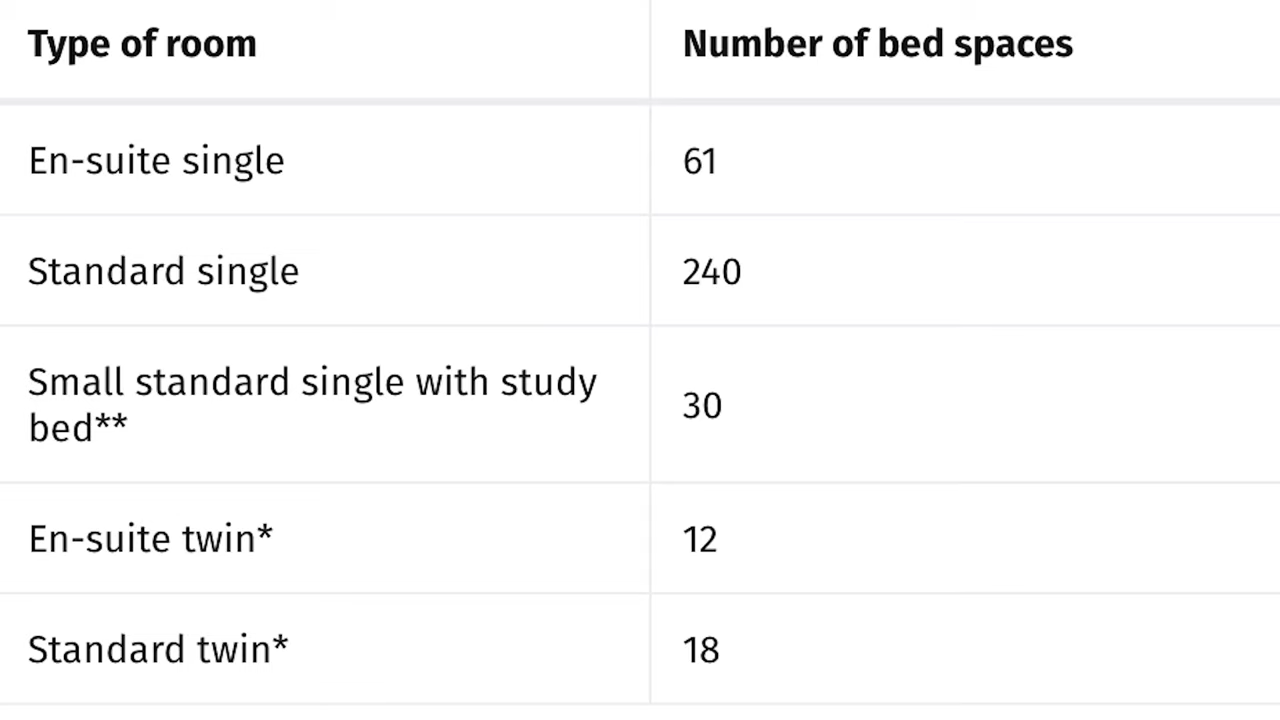 Type of room Number of bed spaces
En-suite single 61
Standard single 240
Small standard single with study
bed** 30
En-suite twin* 12
Standard twin* 18